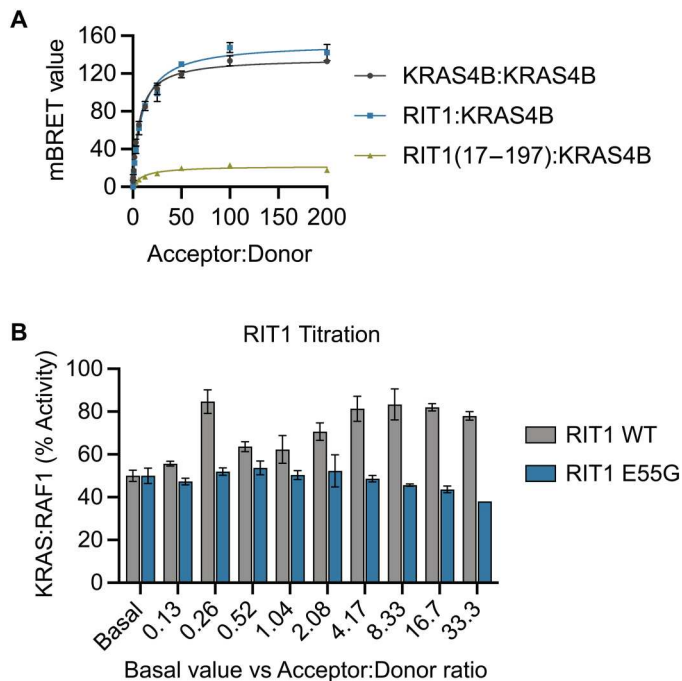 A
160
120
80
40
0
mBRET value
0 50 100 150 200
Acceptor:Donor
KRAS4B:KRAS4B
RIT1:KRAS4B
RIT1(17–197):KRAS4B
B
RIT1 Titration
100
80
60
40
20
0
KRAS:RAF1 (% Activity)
Basal 0.13 0.26 0.52 1.04 2.08 4.17 8.33 16.7 33.3
Basal value vs Acceptor:Donor ratio
RIT1 WT
RIT1 E55G